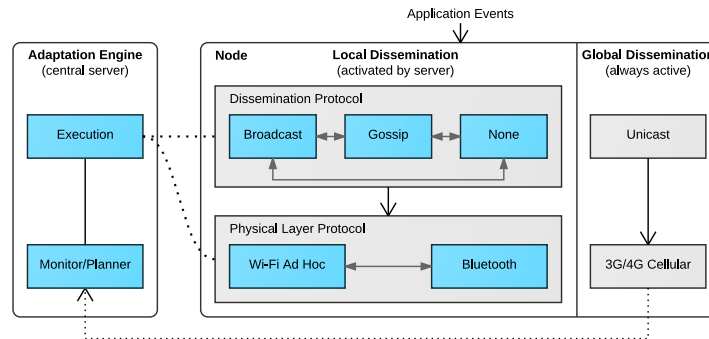 Application Events
Adaptation Engine
(central server)
Node
Local Dissemination
(activated by server)
Global Dissemination
(always active)
Dissemination Protocol
Execution
Broadcast
Gossip
None
Unicast
Physical Layer Protocol
Monitor/Planner
Wi-Fi Ad Hoc
Bluetooth
3G/4G Cellular